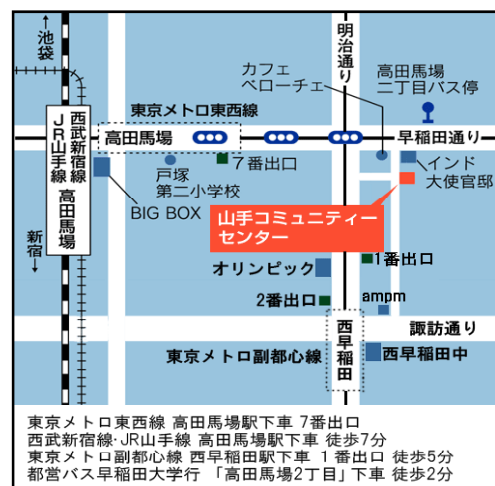 ←池袋
明治通り
カフェ
ベローチェ
高田馬場
二丁目バス停
東京メトロ東西線
高田馬場
早稲田通り
西武新宿線
JR山手線
高田馬場
7番出口
戸塚
第二小学校
BIG BOX
インド
大使官邸
山手コミュニティー
センター
新宿→
オリンピック
1番出口
2番出口
ampm
西早稲田
諏訪通り
東京メトロ副都心線
西早稲田中
東京メトロ東西線 高田馬場駅下車 7番出口
西武新宿線・JR山手線 高田馬場駅下車 徒歩7分
東京メトロ副都心線 西早稲田駅下車 1番出口 徒歩5分
都営バス早稲田大学行 「高田馬場2丁目」下車 徒歩2分